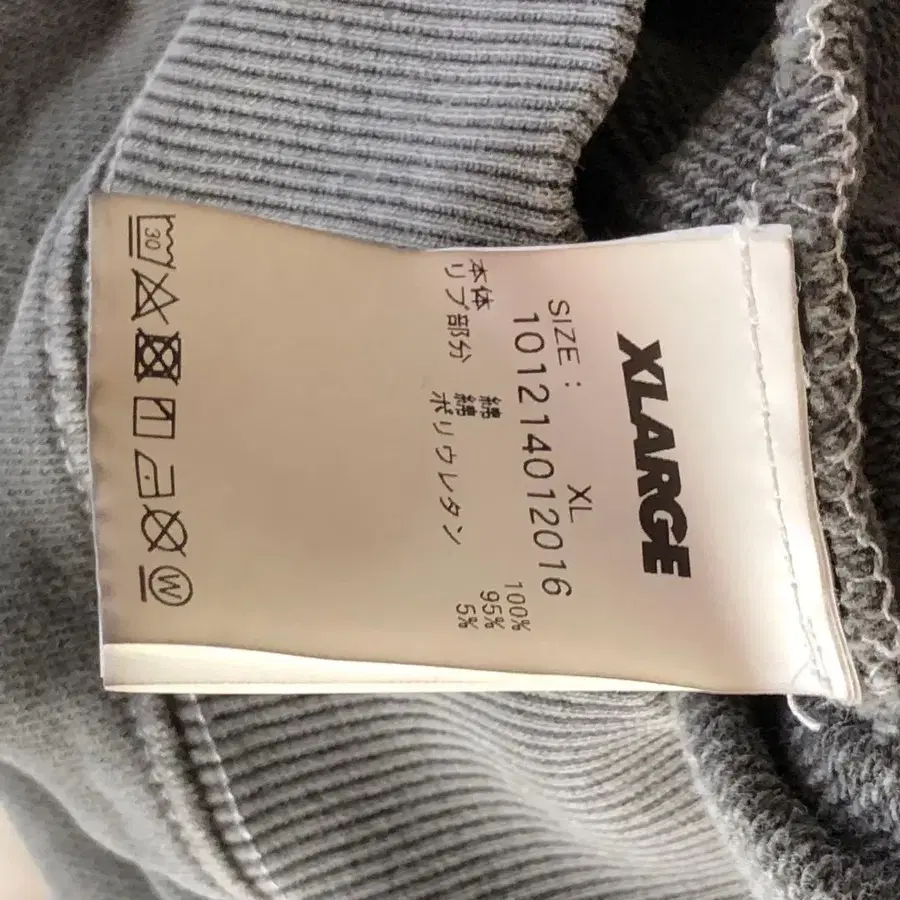 XLARGE
SIZE : XL
101214012016
本体 綿 100%
リブ部分 綿 95%
ポリウレタン 5%
30
W